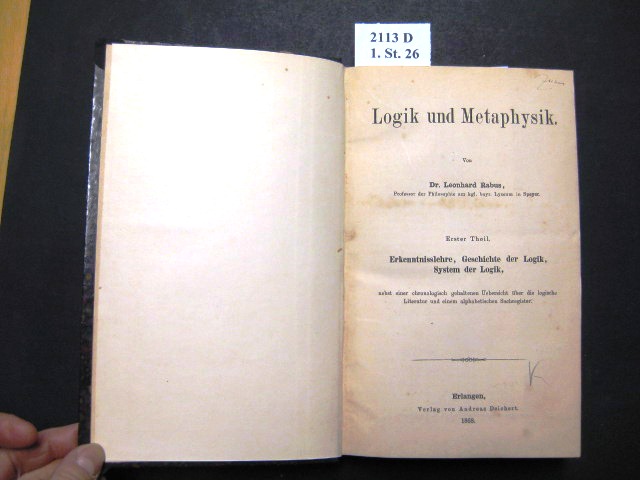 2113 D
1. St. 26
Logik und Metaphysik.
Von
Dr. Leonhard Rabus,
Professor der Philosophie am kgl. bayr. Lyceum in Speyer.
Erster Theil.
Erkenntnisslehre, Geschichte der Logik,
System der Logik,
nebst einer chronologisch gehaltenen Uebersicht über die logische
Literatur und einem alphabetischen Sachregister.
Erlangen,
Verlag von Andreas Deichert.